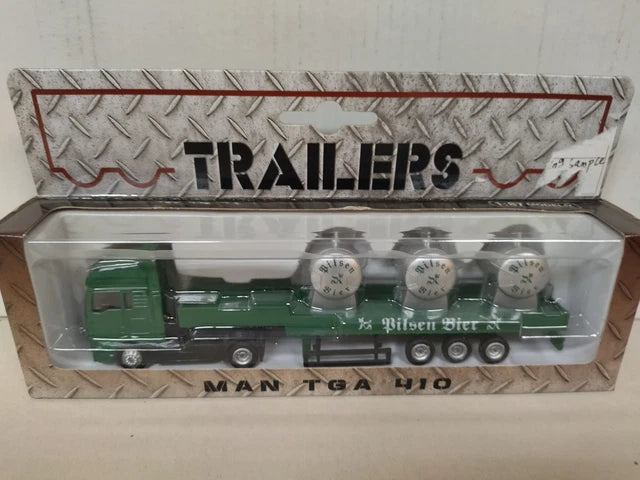 TRAILERS
Sample
Pilsen
Bier
Pilsen
Bier
Pilsen
Bier
Pilsen Bier
MAN TGA 410